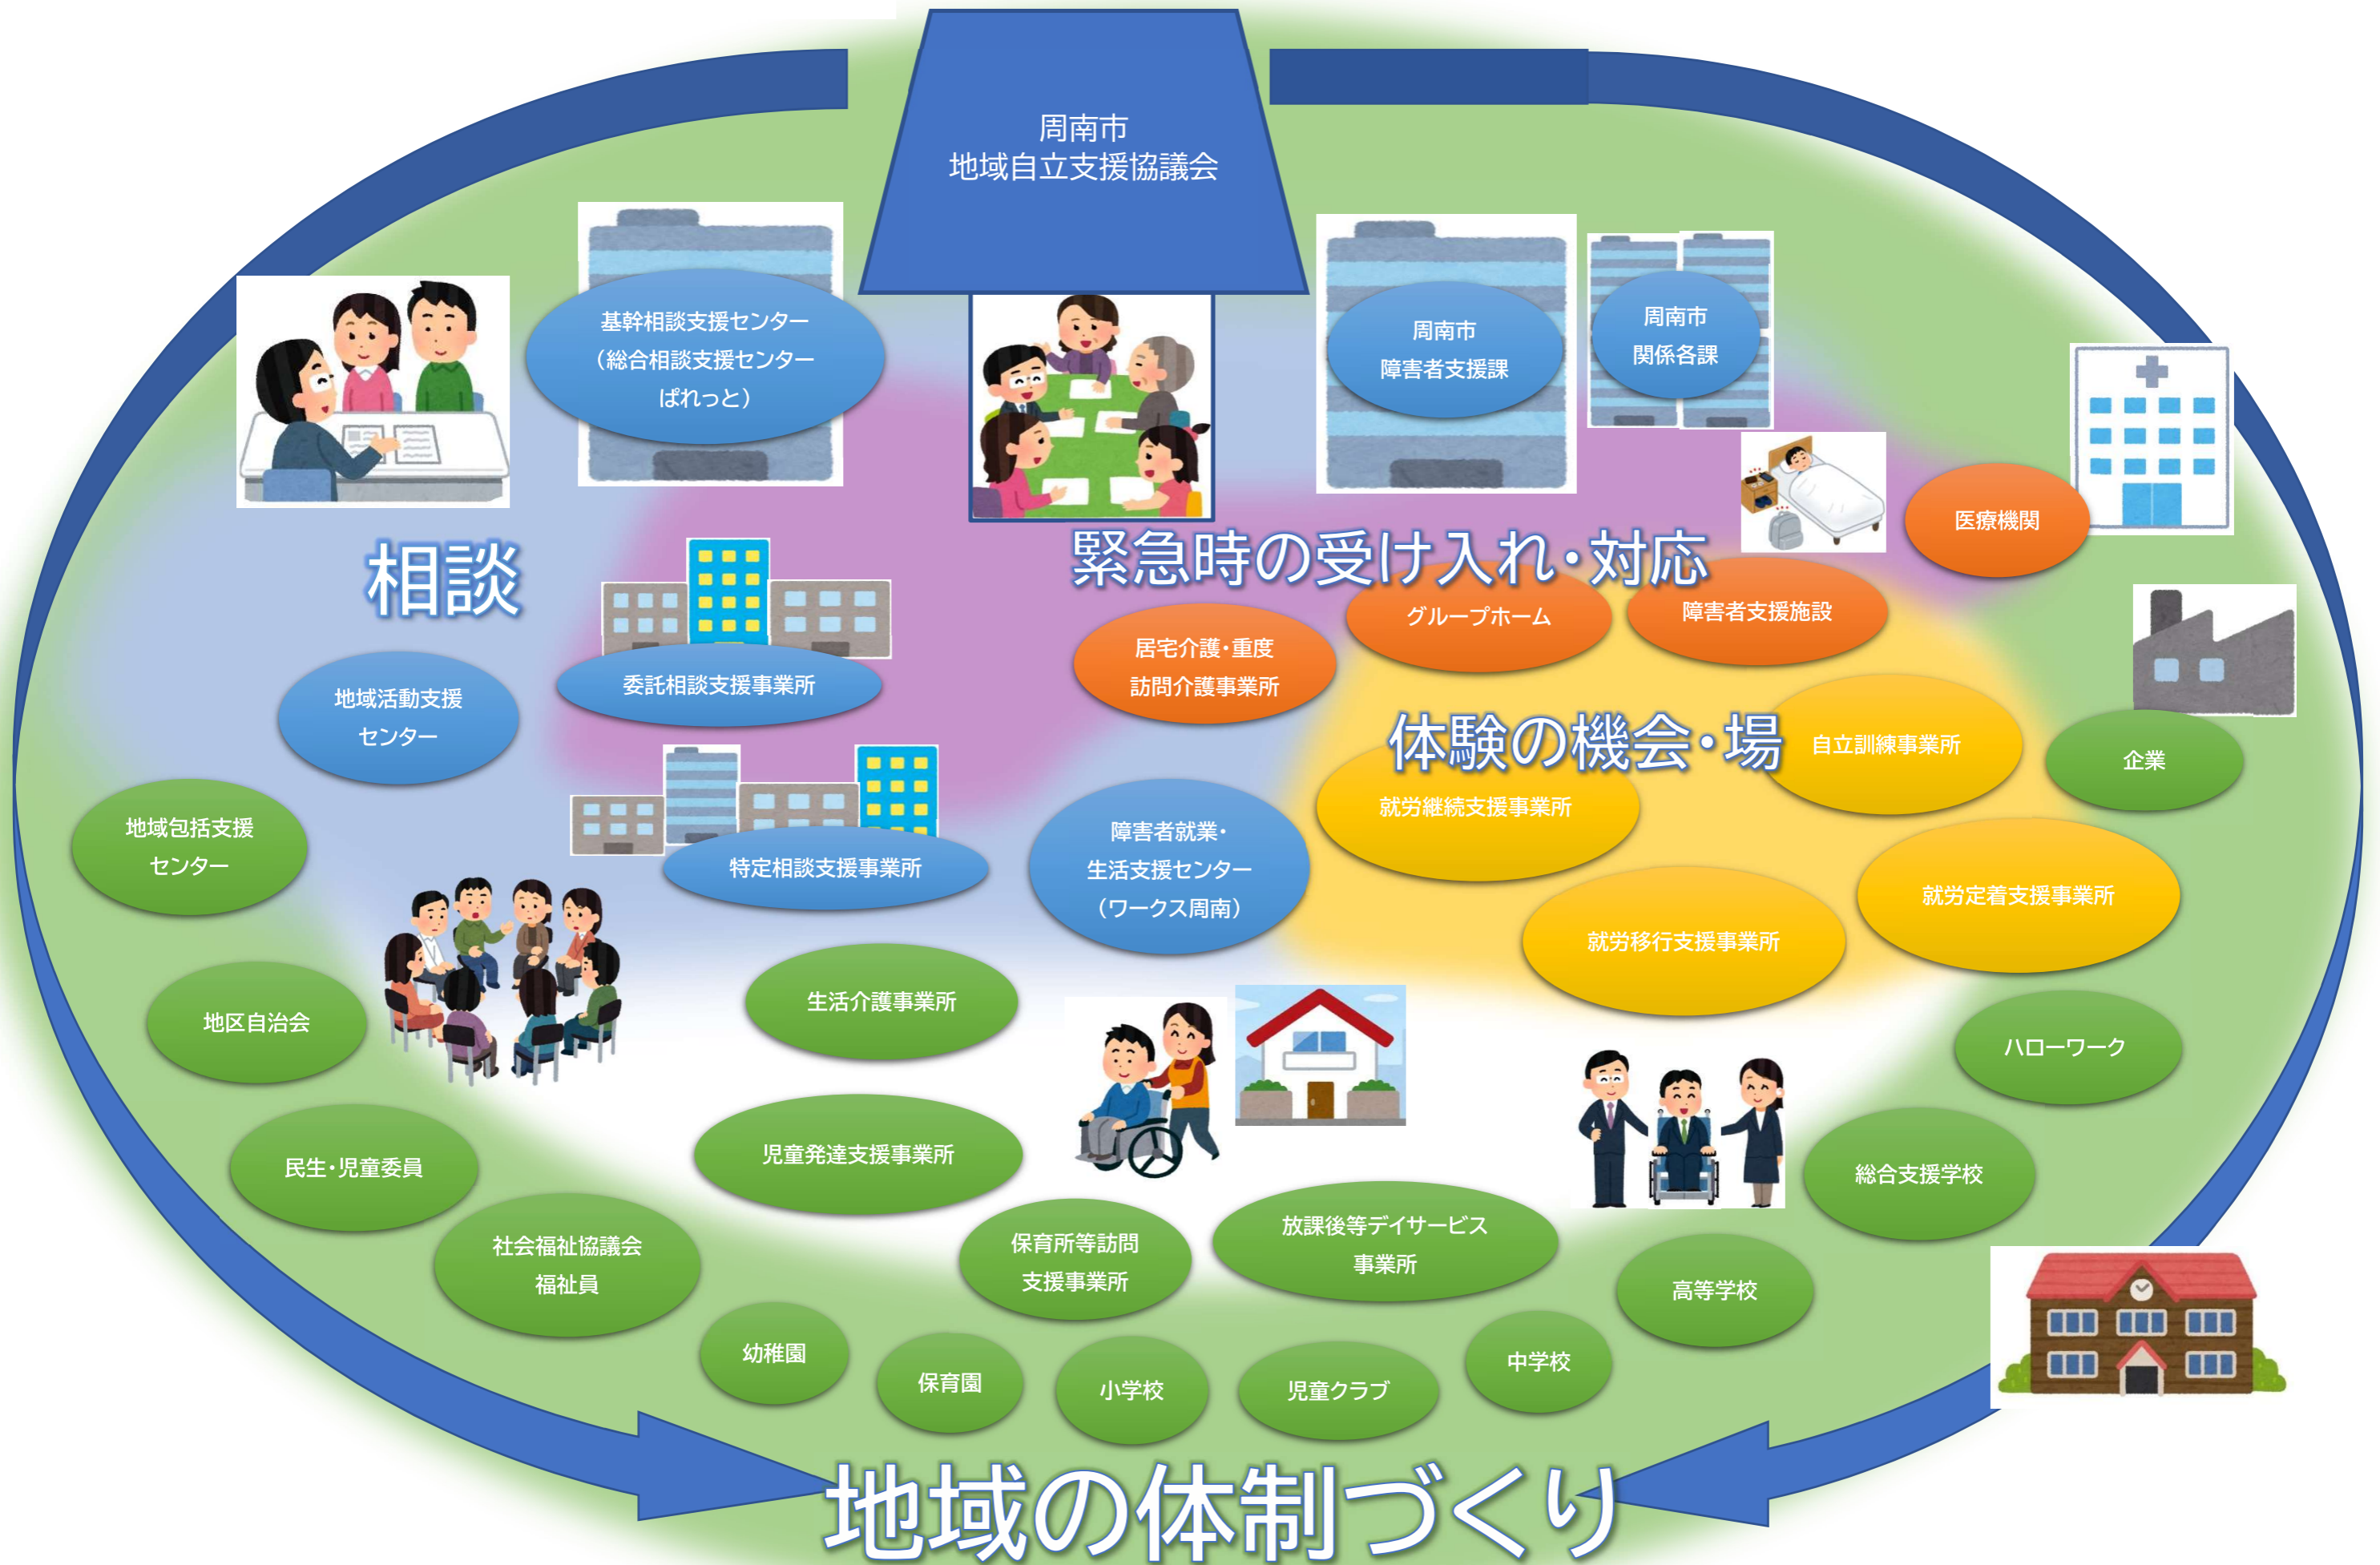 周南市
地域自立支援協議会
基幹相談支援センター
（総合相談支援センター
ぱれっと）
周南市
障害者支援課
周南市
関係各課
医療機関
相談
緊急時の受け入れ・対応
グループホーム
障害者支援施設
居宅介護・重度
訪問介護事業所
委託相談支援事業所
地域活動支援
センター
体験の機会・場
自立訓練事業所
企業
就労継続支援事業所
地域包括支援
センター
特定相談支援事業所
障害者就業・
生活支援センター
（ワークス周南）
就労定着支援事業所
就労移行支援事業所
地区自治会
生活介護事業所
ハローワーク
民生・児童委員
児童発達支援事業所
総合支援学校
社会福祉協議会
福祉員
保育所等訪問
支援事業所
放課後等デイサービス
事業所
高等学校
幼稚園
保育園
小学校
児童クラブ
中学校
地域の体制づくり